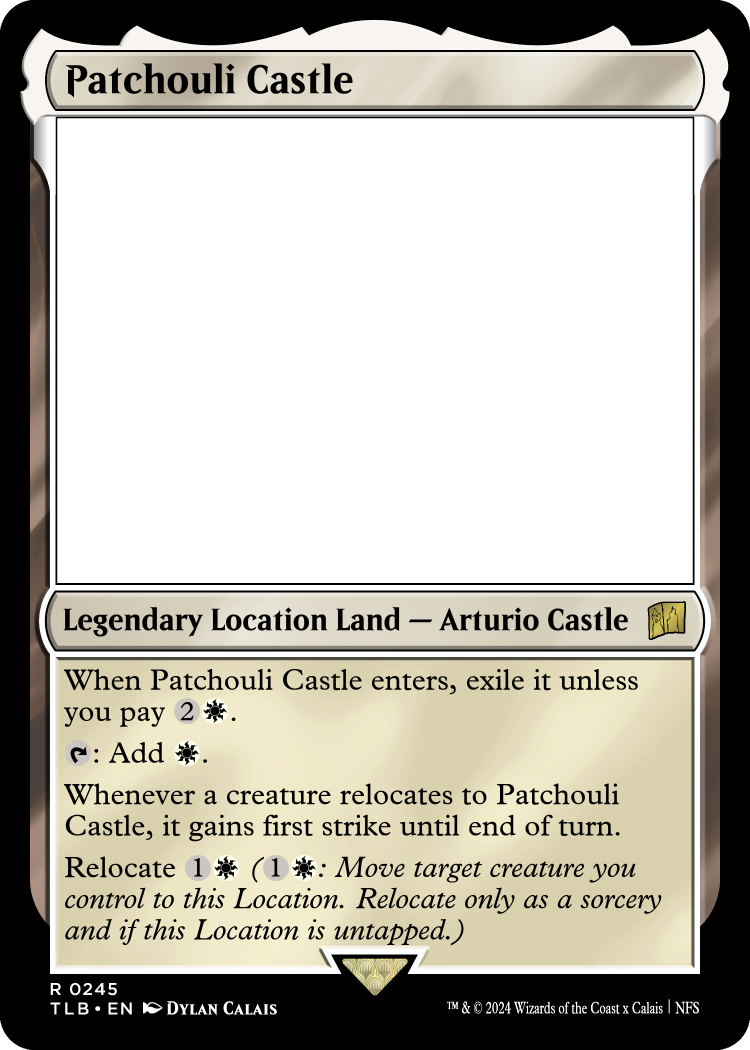 Patchouli Castle
Legendary Location Land — Arturio Castle
When Patchouli Castle enters, exile it unless
you pay 2.
: Add .
Whenever a creature relocates to Patchouli
Castle, it gains first strike until end of turn.
Relocate 1 (1: Move target creature you
control to this Location. Relocate only as a sorcery
and if this Location is untapped.)
R 0245
TLB • EN DYLAN CALAIS
™ & © 2024 Wizards of the Coast x Calais | NFS